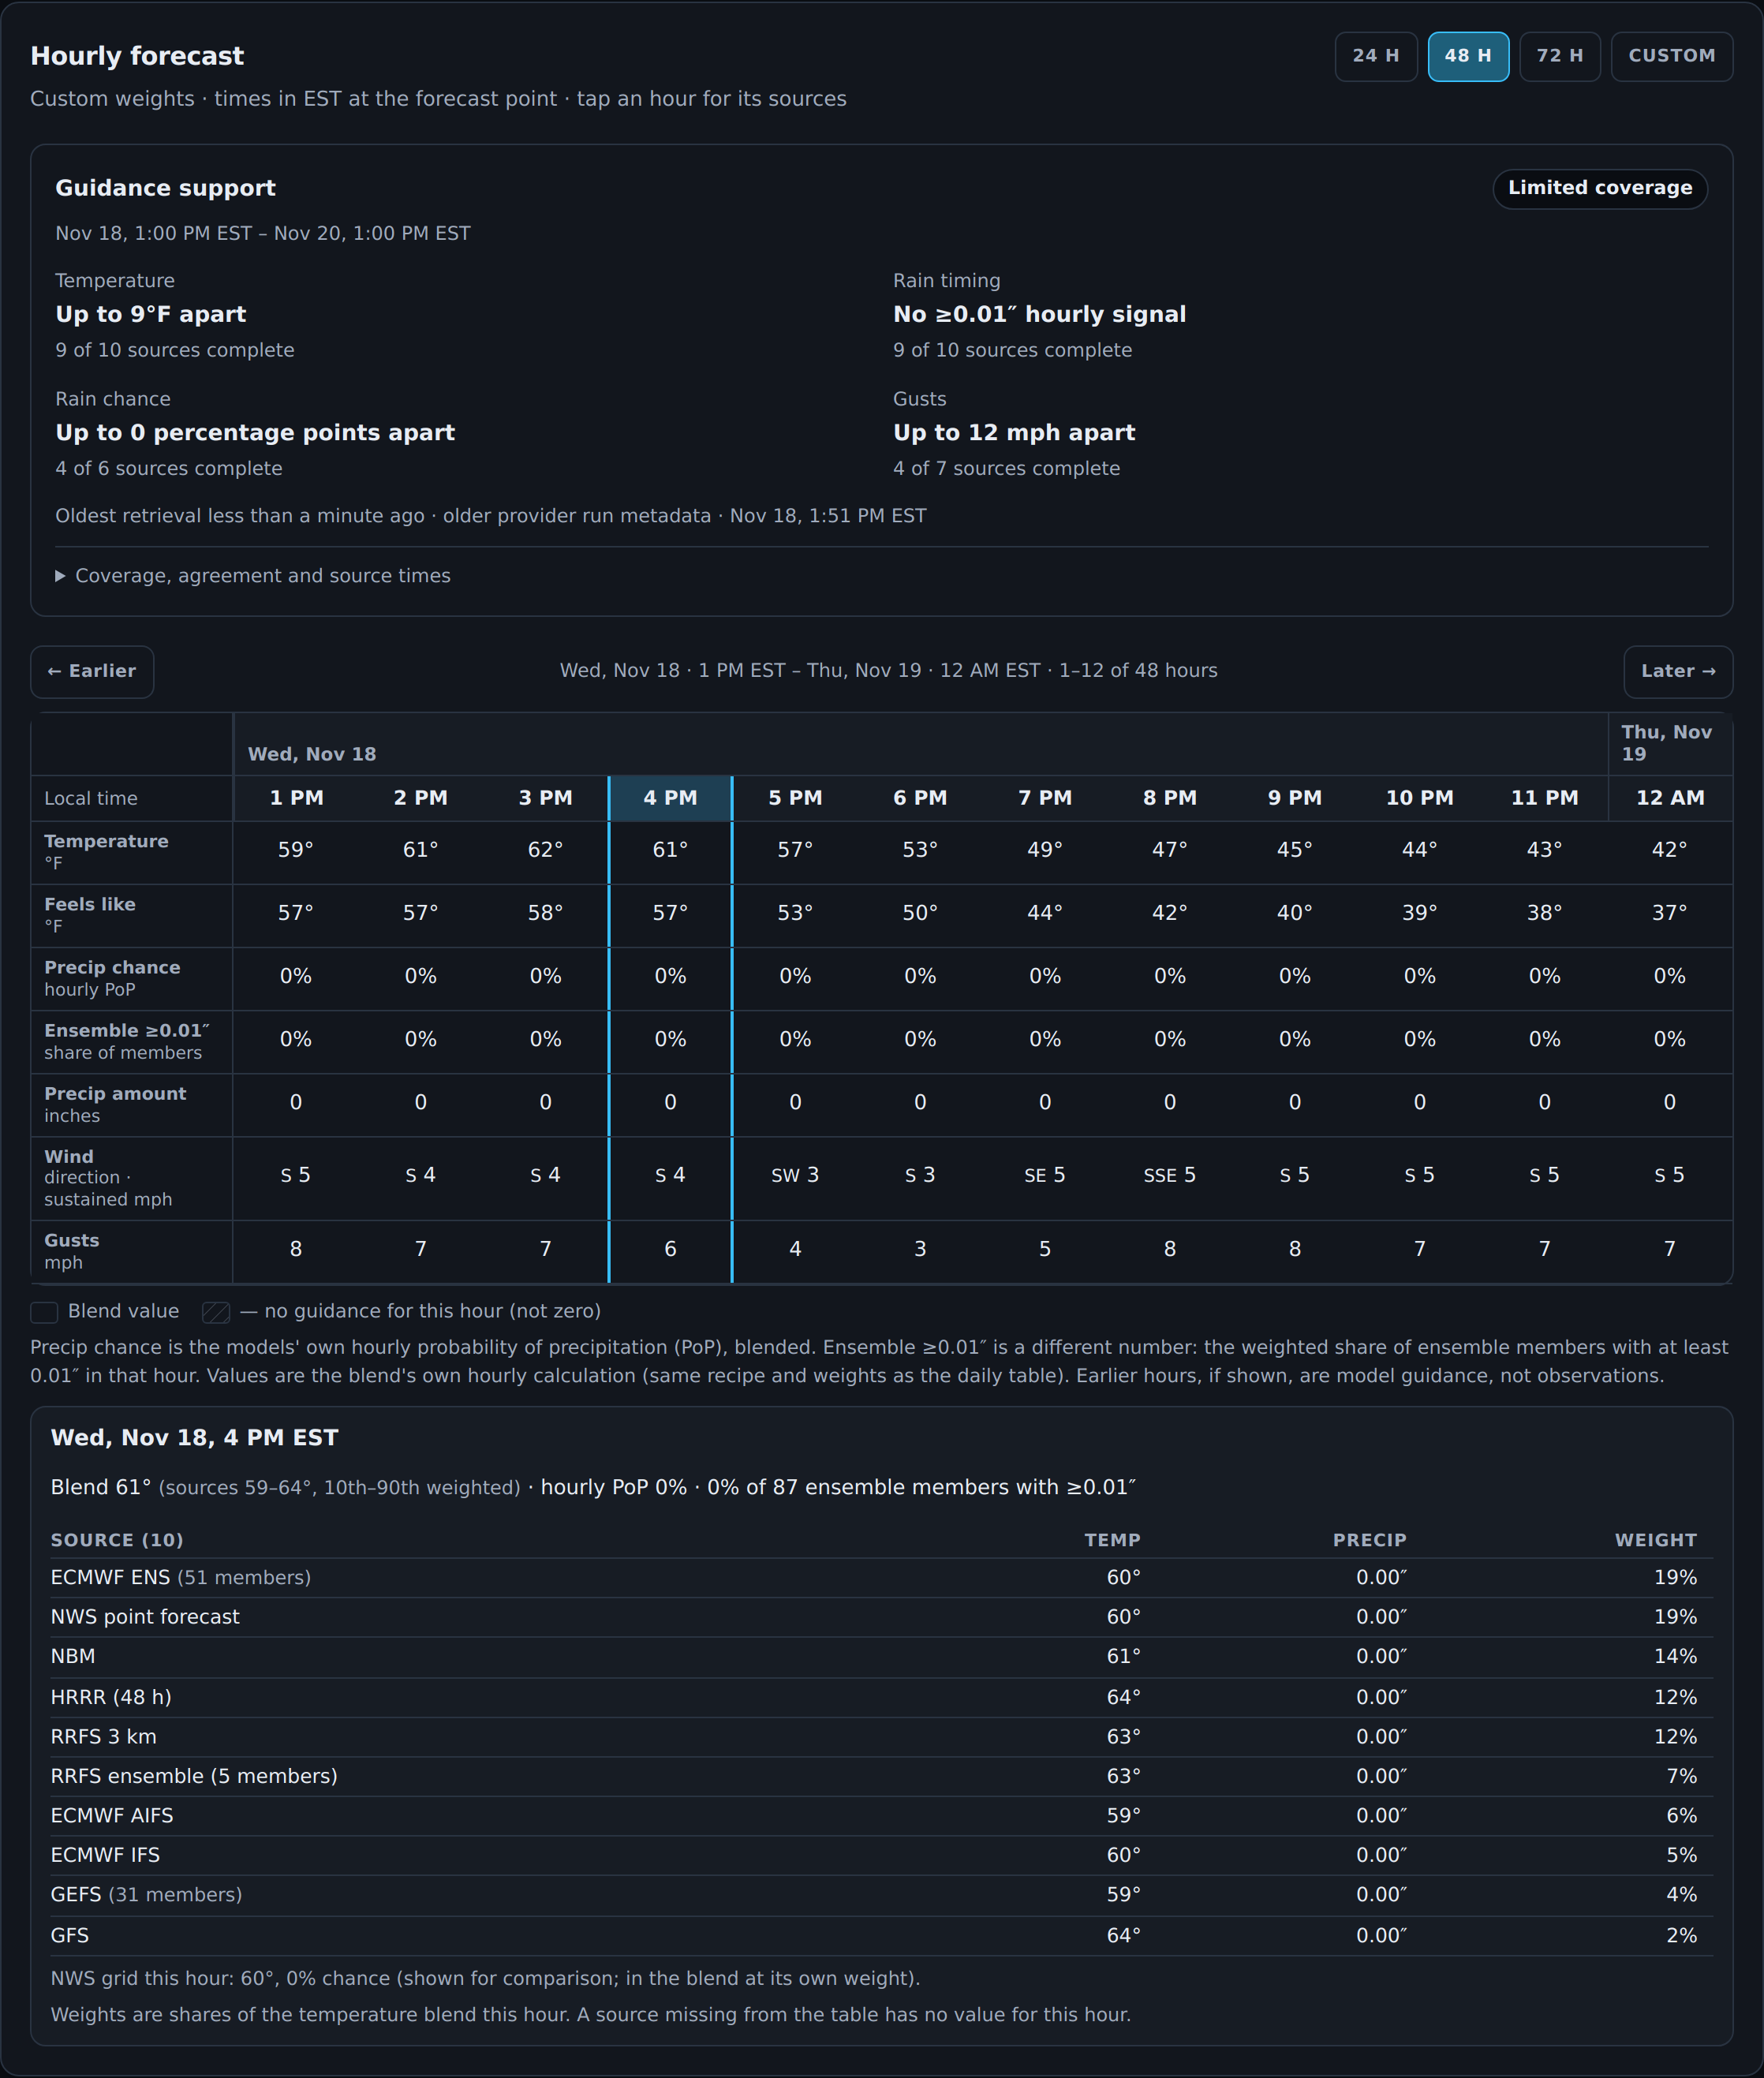 Hourly forecast
24 H 48 H 72 H CUSTOM
Custom weights · times in EST at the forecast point · tap an hour for its sources
Guidance support
Limited coverage
Nov 18, 1:00 PM EST – Nov 20, 1:00 PM EST
Temperature
Up to 9°F apart
9 of 10 sources complete
Rain timing
No ≥0.01″ hourly signal
9 of 10 sources complete
Rain chance
Up to 0 percentage points apart
4 of 6 sources complete
Gusts
Up to 12 mph apart
4 of 7 sources complete
Oldest retrieval less than a minute ago · older provider run metadata · Nov 18, 1:51 PM EST
▶ Coverage, agreement and source times
← Earlier
Wed, Nov 18 · 1 PM EST – Thu, Nov 19 · 12 AM EST · 1–12 of 48 hours
Later →
Wed, Nov 18
Thu, Nov
19
Local time 1 PM 2 PM 3 PM 4 PM 5 PM 6 PM 7 PM 8 PM 9 PM 10 PM 11 PM 12 AM
Temperature
°F
59° 61° 62° 61° 57° 53° 49° 47° 45° 44° 43° 42°
Feels like
°F
57° 57° 58° 57° 53° 50° 44° 42° 40° 39° 38° 37°
Precip chance
hourly PoP
0% 0% 0% 0% 0% 0% 0% 0% 0% 0% 0% 0%
Ensemble ≥0.01″
share of members
0% 0% 0% 0% 0% 0% 0% 0% 0% 0% 0% 0%
Precip amount
inches
0 0 0 0 0 0 0 0 0 0 0 0
Wind
direction ·
sustained mph
S 5 S 4 S 4 S 4 SW 3 S 3 SE 5 SSE 5 S 5 S 5 S 5 S 5
Gusts
mph
8 7 7 6 4 3 5 8 8 7 7 7
Blend value — no guidance for this hour (not zero)
Precip chance is the models' own hourly probability of precipitation (PoP), blended. Ensemble ≥0.01″ is a different number: the weighted share of ensemble members with at least
0.01″ in that hour. Values are the blend's own hourly calculation (same recipe and weights as the daily table). Earlier hours, if shown, are model guidance, not observations.
Wed, Nov 18, 4 PM EST
Blend 61° (sources 59–64°, 10th–90th weighted) · hourly PoP 0% · 0% of 87 ensemble members with ≥0.01″
SOURCE (10) TEMP PRECIP WEIGHT
ECMWF ENS (51 members) 60° 0.00″ 19%
NWS point forecast 60° 0.00″ 19%
NBM 61° 0.00″ 14%
HRRR (48 h) 64° 0.00″ 12%
RRFS 3 km 63° 0.00″ 12%
RRFS ensemble (5 members) 63° 0.00″ 7%
ECMWF AIFS 59° 0.00″ 6%
ECMWF IFS 60° 0.00″ 5%
GEFS (31 members) 59° 0.00″ 4%
GFS 64° 0.00″ 2%
NWS grid this hour: 60°, 0% chance (shown for comparison; in the blend at its own weight).
Weights are shares of the temperature blend this hour. A source missing from the table has no value for this hour.